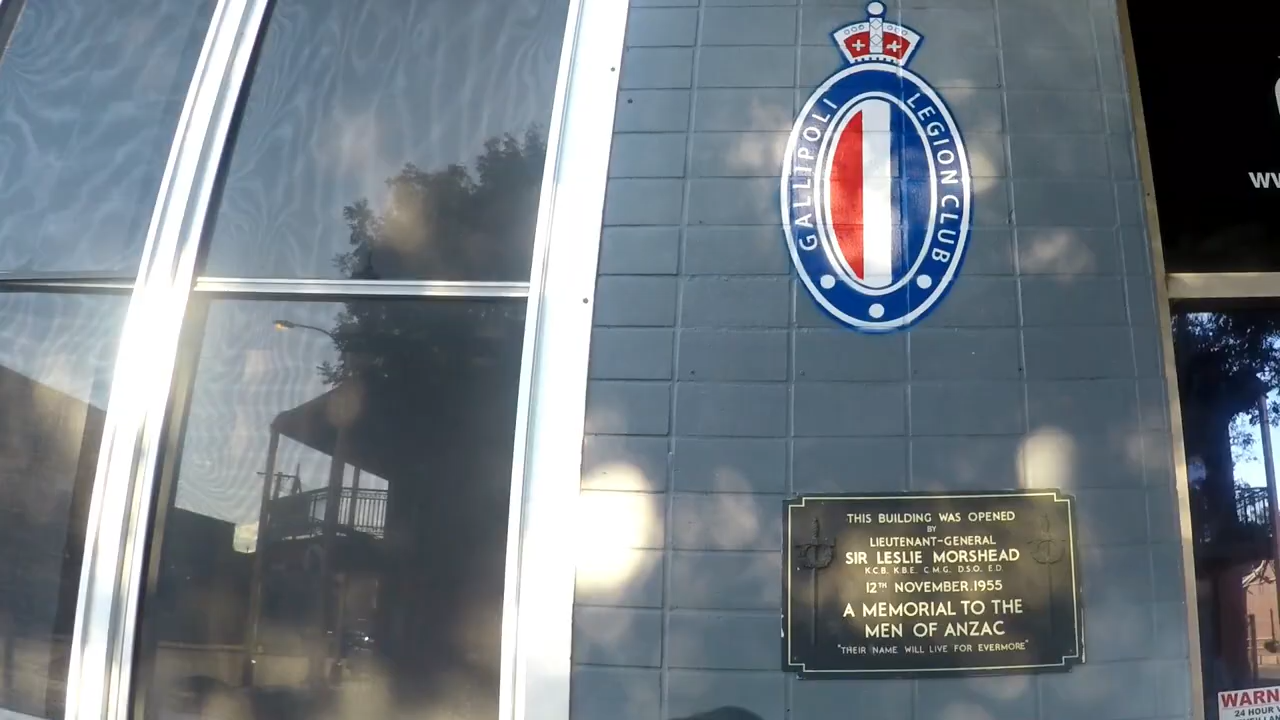 GALLIPOLI LEGION CLUB
THIS BUILDING WAS OPENED
BY
LIEUTENANT-GENERAL
SIR LESLIE MORSHEAD
K.C.B. K.B.E. C.M.G. D.S.O. E.D.
12TH NOVEMBER.1955
A MEMORIAL TO THE
MEN OF ANZAC
"THEIR NAME WILL LIVE FOR EVERMORE"
WARN
24 HOUR